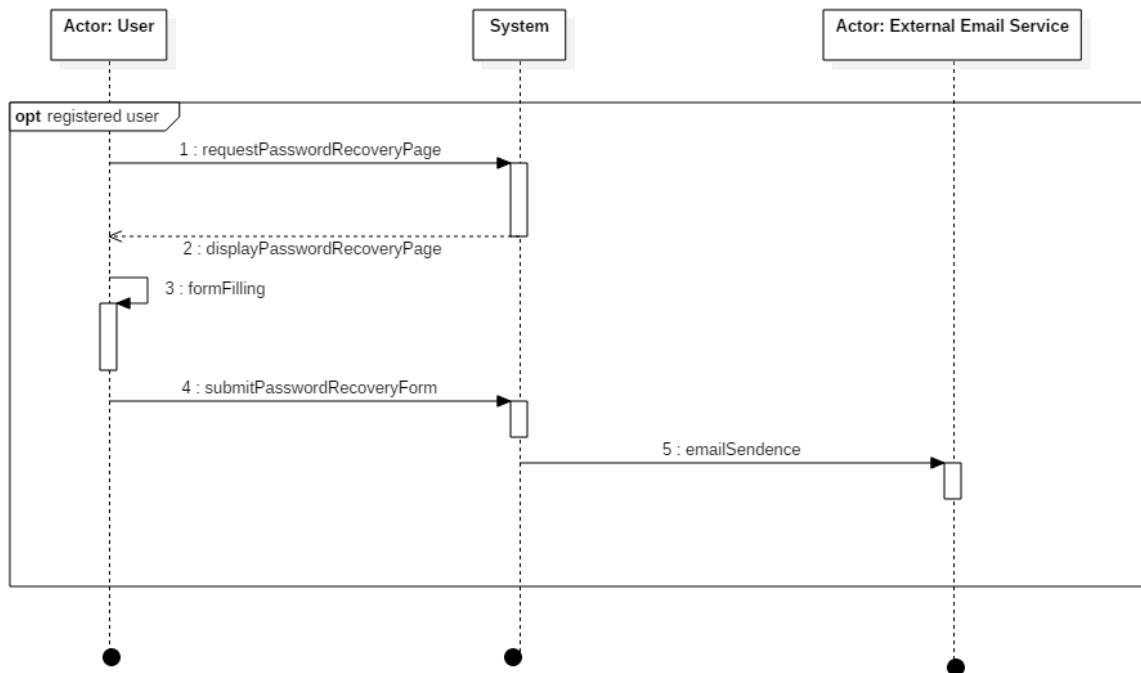 Actor: User
System
Actor: External Email Service
opt registered user
1 : requestPasswordRecoveryPage
2 : displayPasswordRecoveryPage
3 : formFilling
4 : submitPasswordRecoveryForm
5 : emailSendence